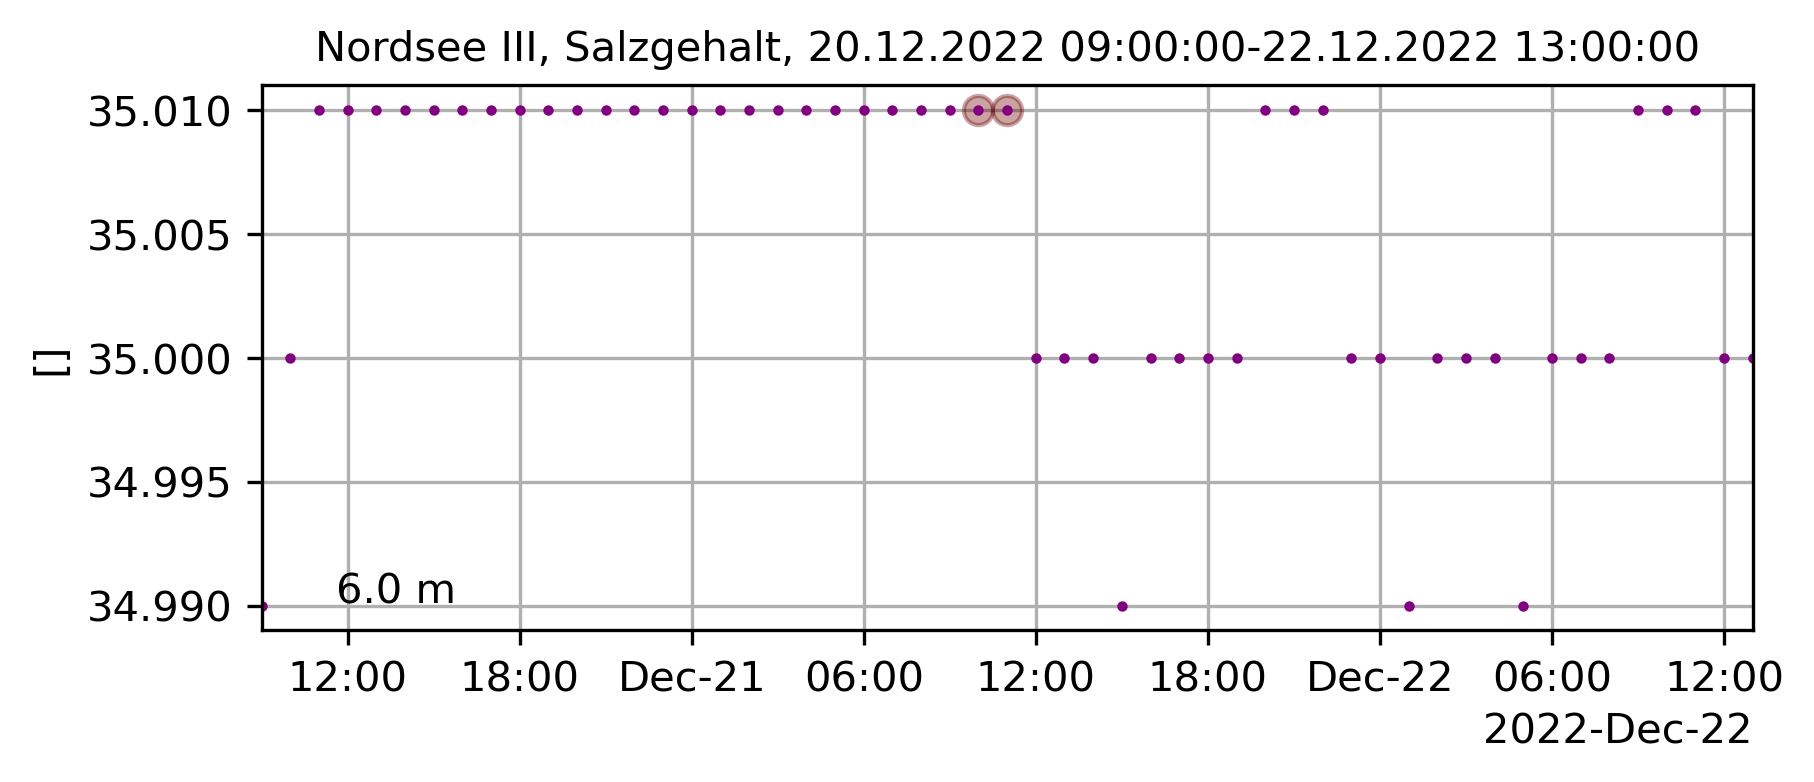 Nordsee III, Salzgehalt, 20.12.2022 09:00:00-22.12.2022 13:00:00
35.010
35.005
[] 35.000
34.995
34.990
6.0 m
12:00 18:00 Dec-21 06:00 12:00 18:00 Dec-22 06:00 12:00
2022-Dec-22